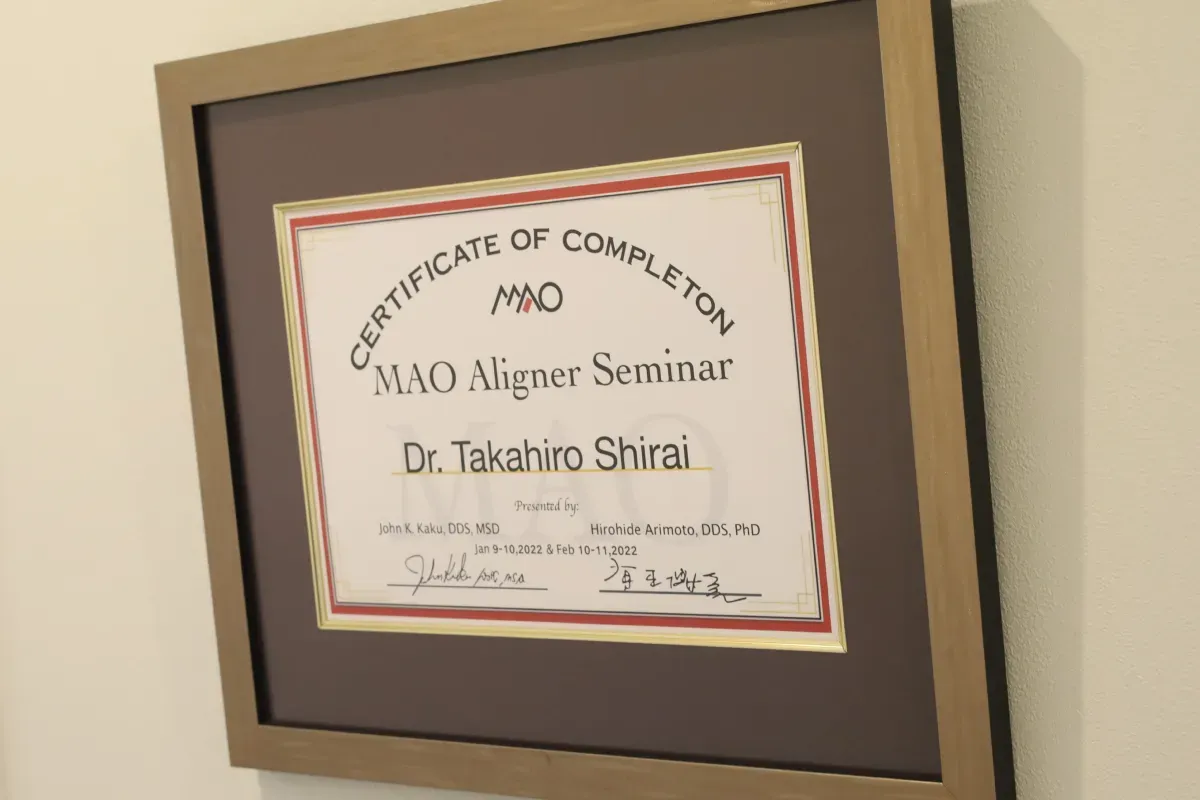 CERTIFICATE OF COMPLETON
MAO
MAO Aligner Seminar
MAO
Dr. Takahiro Shirai
Presented by:
John K. Kaku, DDS, MSD
Hirohide Arimoto, DDS, PhD
Jan 9-10,2022 & Feb 10-11,2022